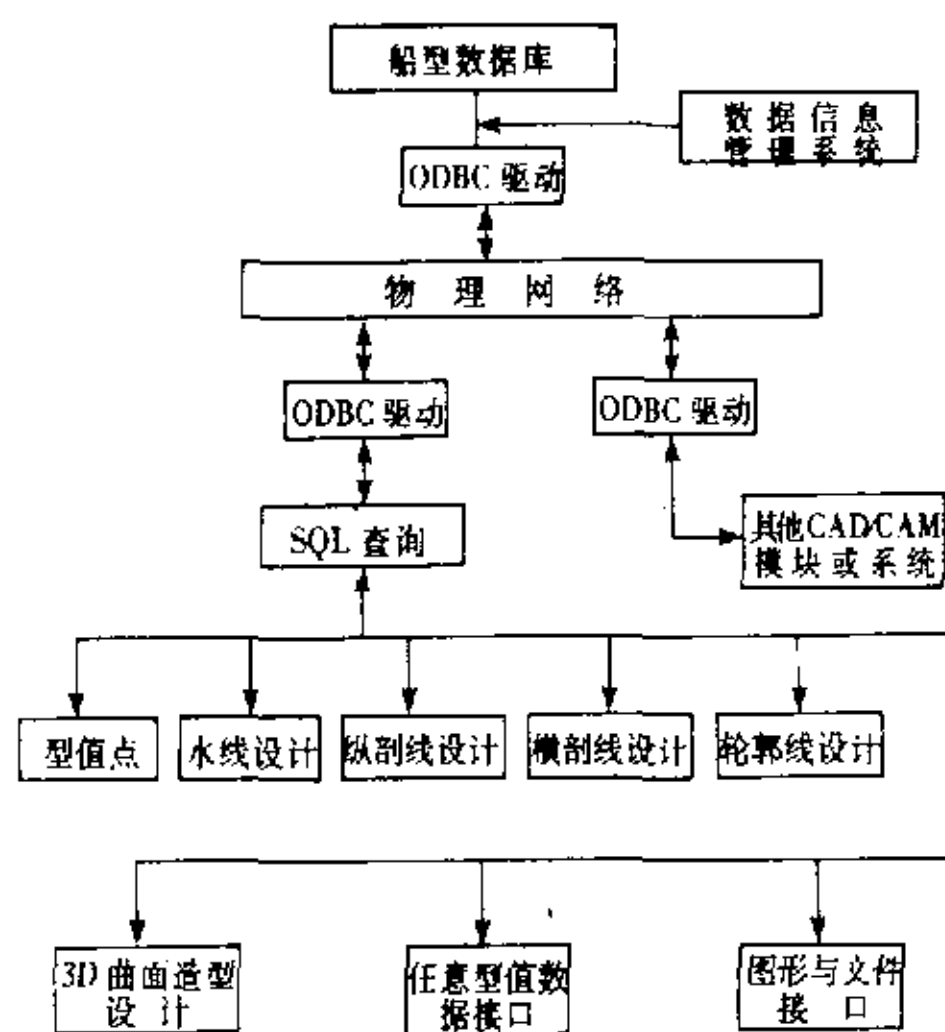 船型数据库
数据信息
管理系统
ODBC 驱动
物理网络
ODBC 驱动
ODBC 驱动
SQL 查询
其他CAD/CAM
模块或系统
型值点
水线设计
纵剖线设计
横剖线设计
轮郭线设计
3D 曲面造型
设计
任意型值数
据接口
图形与文件
接口